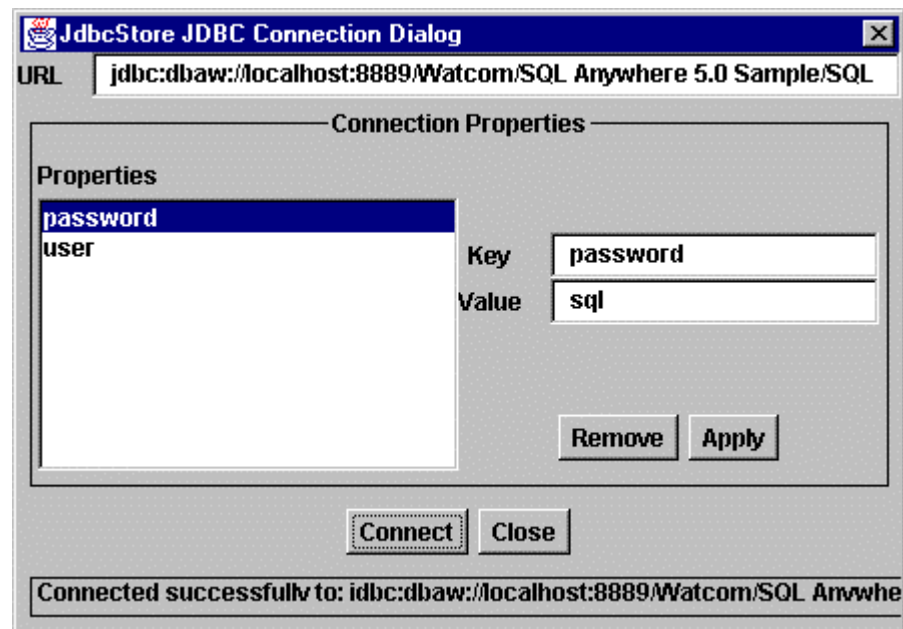 JdbcStore JDBC Connection Dialog
URL jdbc:dbaw://localhost:8889/Watcom/SQL Anywhere 5.0 Sample/SQL
Connection Properties
Properties
password
user
Key password
Value sql
Remove Apply
Connect Close
Connected successfully to: jdbc:dbaw://localhost:8889/Watcom/SQL Anywhe